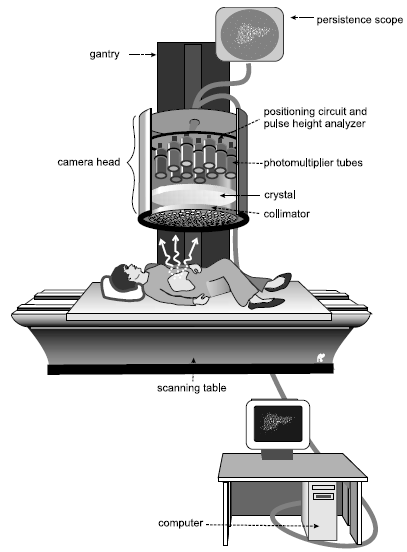 persistence scope
gantry
positioning circuit and
pulse height analyzer
camera head
photomultiplier tubes
crystal
collimator
scanning table
computer